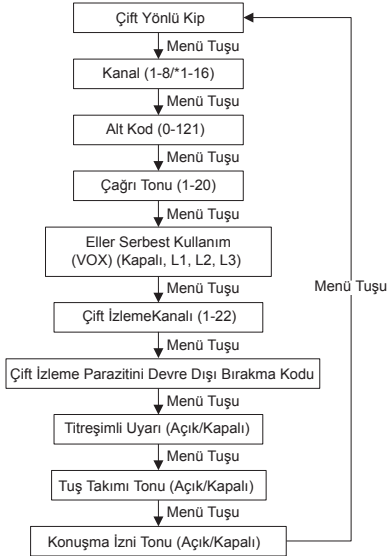 Çift Yönlü Kip
Menü Tuşu
Kanal (1-8/*1-16)
Menü Tuşu
Alt Kod (0-121)
Menü Tuşu
Çağrı Tonu (1-20)
Menü Tuşu
Eller Serbest Kullanım
(VOX) (Kapalı, L1, L2, L3)
Menü Tuşu
Menü Tuşu
Çift İzlemeKanalı (1-22)
Menü Tuşu
Çift İzleme Parazitini Devre Dışı Bırakma Kodu
Menü Tuşu
Titreşimli Uyarı (Açık/Kapalı)
Menü Tuşu
Tuş Takımı Tonu (Açık/Kapalı)
Menü Tuşu
Konuşma İzni Tonu (Açık/Kapalı)